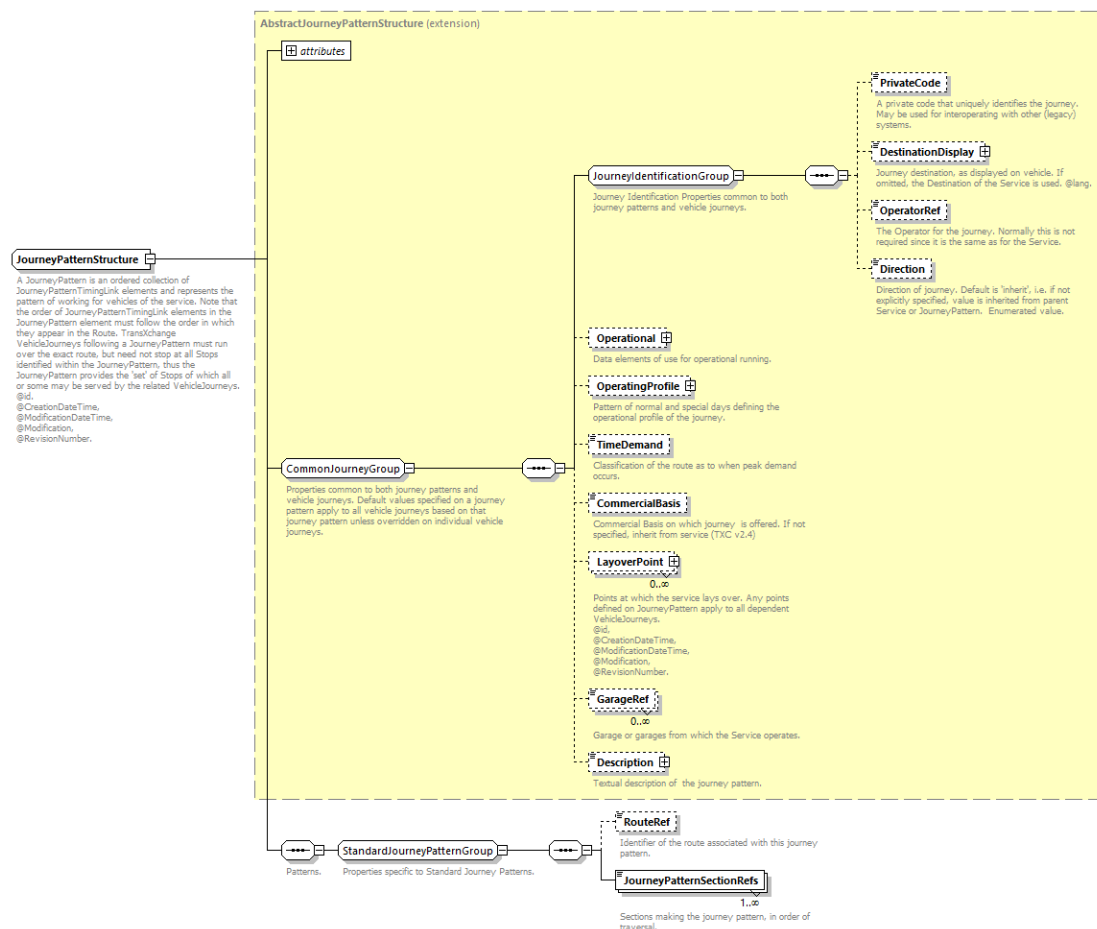 AbstractJourneyPatternStructure (extension)
attributes
PrivateCode
A private code that uniquely identifies the journey.
May be used for interoperating with other (legacy)
systems.
DestinationDisplay
Journey destination, as displayed on vehicle. If
omitted, the Destination of the Service is used. @lang.
JourneyIdentificationGroup
Journey Identification Properties common to both
journey patterns and vehicle journeys.
OperatorRef
The Operator for the journey. Normally this is not
required since it is the same as for the Service.
Direction
Direction of journey. Default is 'inherit', i.e. if not
explicitly specified, value is inherited from parent
Service or JourneyPattern.  Enumerated value.
JourneyPatternStructure
A JourneyPattern is an ordered collection of
JourneyPatternTimingLink elements and represents the
pattern of working for vehicles of the service. Note that
the order of JourneyPatternTimingLink elements in the
JourneyPattern element must follow the order in which
they appear in the Route. TransXchange
VehicleJourneys following a JourneyPattern must run
over the exact route, but need not stop at all Stops
identified within the JourneyPattern, thus the
JourneyPattern provides the 'set' of Stops of which all
or some may be served by the related VehicleJourneys.
@id,
@CreationDateTime,
@ModificationDateTime,
@Modification,
@RevisionNumber.
Operational
Data elements of use for operational running.
OperatingProfile
Pattern of normal and special days defining the
operational profile of the journey.
TimeDemand
Classification of the route as to when peak demand
occurs.
CommonJourneyGroup
Properties common to both journey patterns and
vehicle journeys. Default values specified on a journey
pattern apply to all vehicle journeys based on that
journey pattern unless overridden on individual vehicle
journeys.
CommercialBasis
Commercial Basis on which journey  is offered. If not
specified, inherit from service (TXC v2.4)
LayoverPoint
0..∞
Points at which the service lays over. Any points
defined on JourneyPattern apply to all dependent
VehicleJourneys.
@id,
@CreationDateTime,
@ModificationDateTime,
@Modification,
@RevisionNumber.
GarageRef
0..∞
Garage or garages from which the Service operates.
Description
Textual description of  the journey pattern.
RouteRef
Identifier of the route associated with this journey
pattern.
Patterns.
StandardJourneyPatternGroup
Properties specific to Standard Journey Patterns.
JourneyPatternSectionRefs
1..∞
Sections making the journey pattern, in order of
traversal.